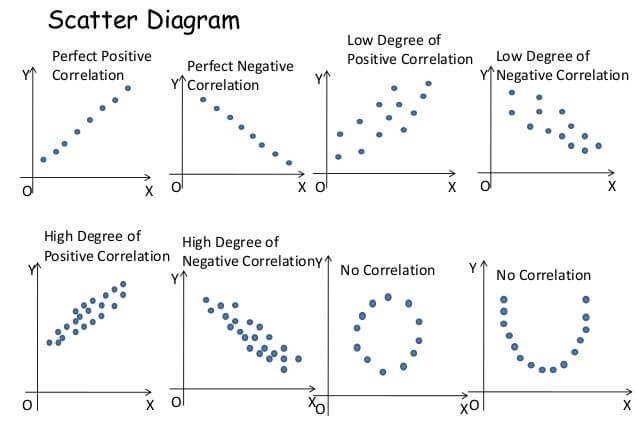 Scatter Diagram
Perfect Positive
Correlation
Y
O
X
Perfect Negative
Correlation
Y
O
X
Low Degree of
Positive Correlation
Y
O
X
Low Degree of
Negative Correlation
Y
O
X
High Degree of
Positive Correlation
Y
O
X
High Degree of
Negative Correlation
Y
O
X
No Correlation
Y
O
X
No Correlation
Y
O
X